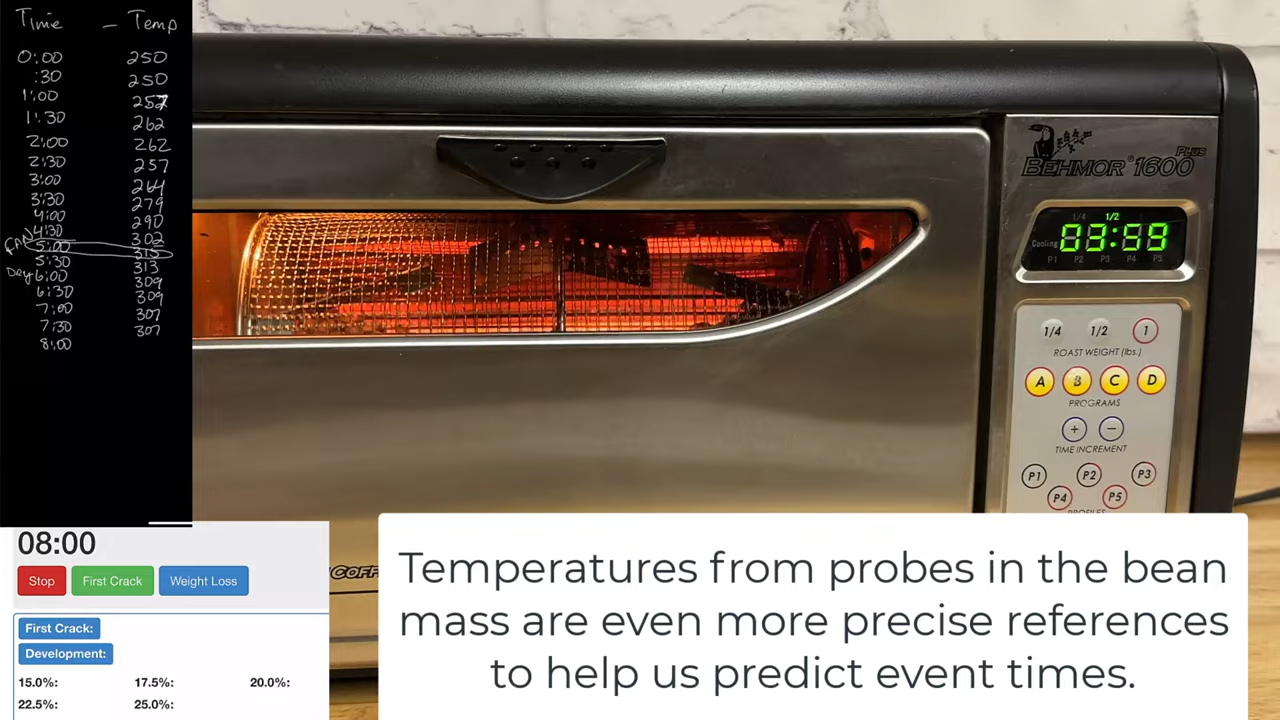 Time - Temp
0:00 250
:30 250
1:00 257
1:30 262
2:00 262
2:30 257
3:00 264
3:30 279
4:00 290
FAN 4:30 302
5:00 315
5:30 313
Dry 6:00 309
6:30 309
7:00 307
7:30 307
8:00
BEHMOR® 1600 PLUS
1/4 1/2
Cooling 03:59
P1 P2 P3 P4 P5
1/4 1/2 1
ROAST WEIGHT (lbs.)
A B C D
PROGRAMS
+ −
TIME INCREMENT
P1 P2 P3
P4 P5
PROFILES
08:00
Stop First Crack Weight Loss
First Crack:
Development:
15.0%: 17.5%: 20.0%:
22.5%: 25.0%:
Temperatures from probes in the bean
mass are even more precise references
to help us predict event times.